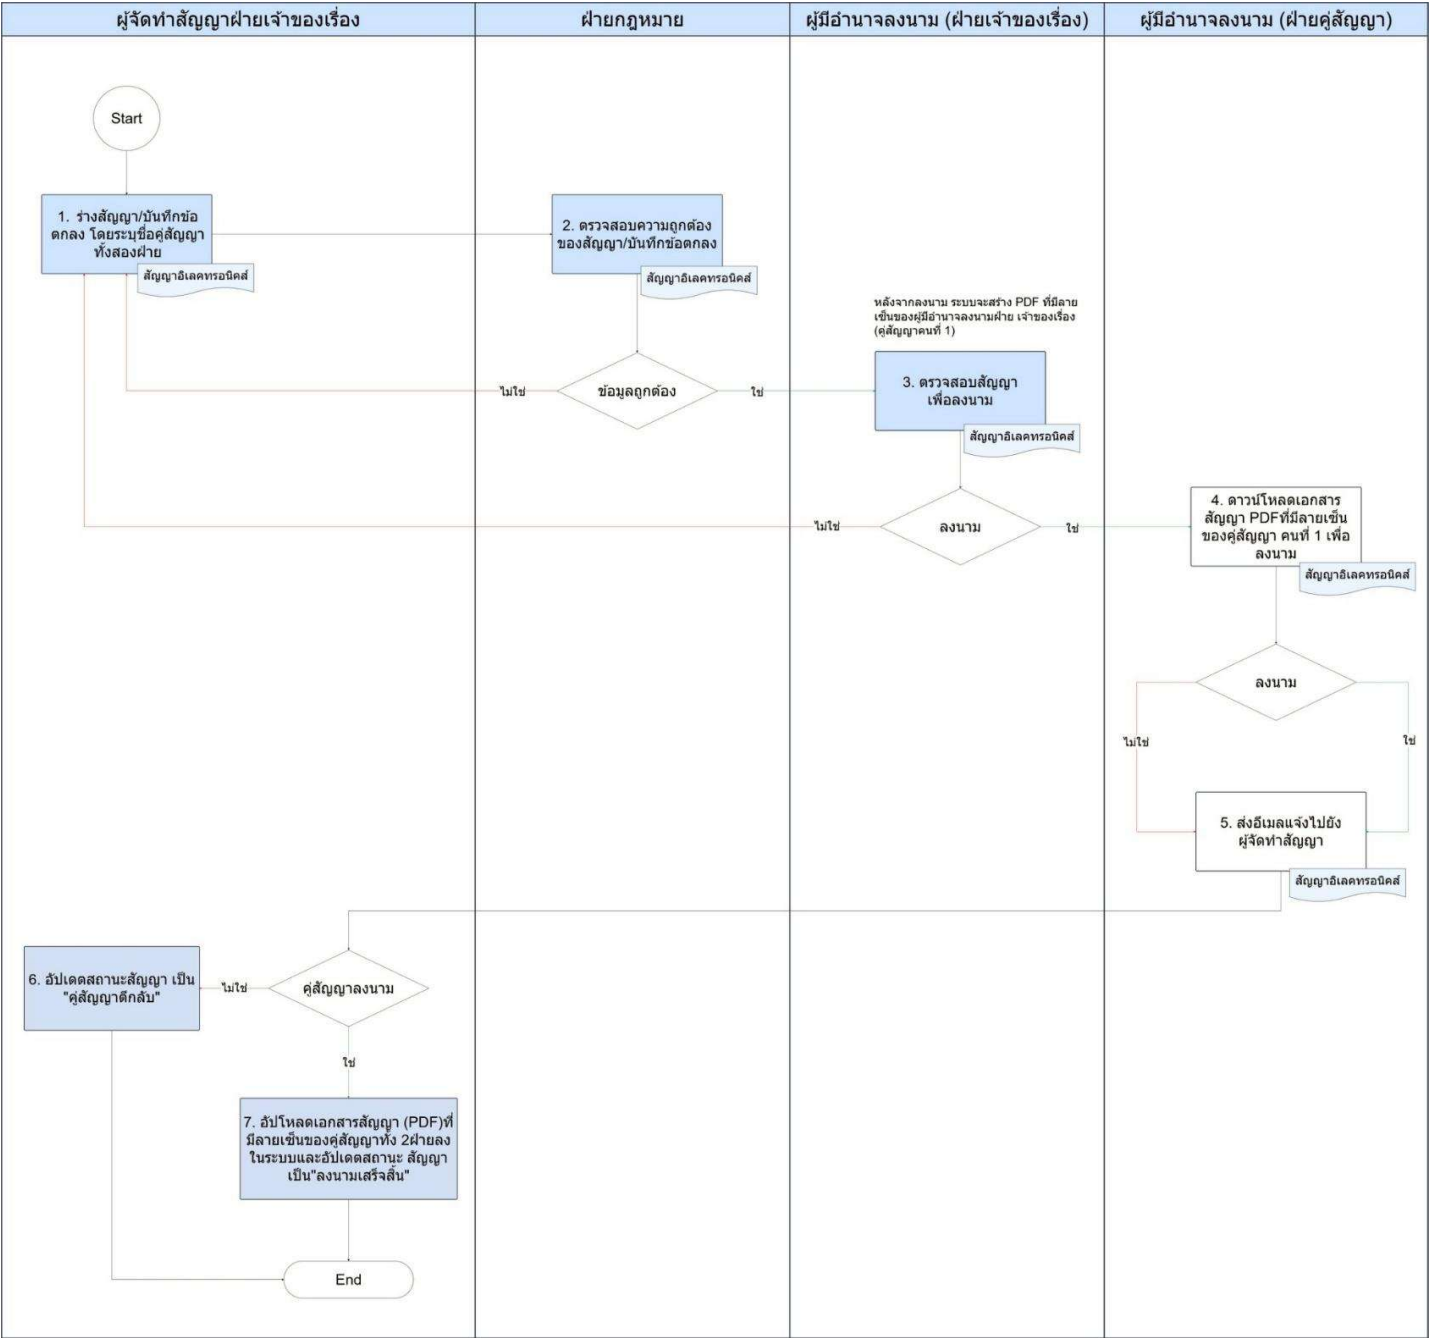 ผู้จัดทำสัญญาฝ่ายเจ้าของเรื่อง
ฝ่ายกฎหมาย
ผู้มีอำนาจลงนาม (ฝ่ายเจ้าของเรื่อง)
ผู้มีอำนาจลงนาม (ฝ่ายคู่สัญญา)
Start
1. ร่างสัญญา/บันทึกข้อ
ตกลง โดยระบุชื่อคู่สัญญา
ทั้งสองฝ่าย
สัญญาอิเลคทรอนิคส์
2. ตรวจสอบความถูกต้อง
ของสัญญา/บันทึกข้อตกลง
สัญญาอิเลคทรอนิคส์
หลังจากลงนาม ระบบจะสร้าง PDF ที่มีลาย
เซ็นของผู้มีอำนาจลงนามฝ่าย เจ้าของเรื่อง
(คู่สัญญาคนที่ 1)
ไม่ใช่
ข้อมูลถูกต้อง
ใช่
3. ตรวจสอบสัญญา
เพื่อลงนาม
สัญญาอิเลคทรอนิคส์
ไม่ใช่
ลงนาม
ใช่
4. ดาวน์โหลดเอกสาร
สัญญา PDFที่มีลายเซ็น
ของคู่สัญญา คนที่ 1 เพื่อ
ลงนาม
สัญญาอิเลคทรอนิคส์
ลงนาม
ไม่ใช่
ใช่
5. ส่งอีเมลแจ้งไปยัง
ผู้จัดทำสัญญา
สัญญาอิเลคทรอนิคส์
6. อัปเดตสถานะสัญญา เป็น
"คู่สัญญาตีกลับ"
ไม่ใช่
คู่สัญญาลงนาม
ใช่
7. อัปโหลดเอกสารสัญญา (PDF)ที่
มีลายเซ็นของคู่สัญญาทั้ง 2ฝ่ายลง
ในระบบและอัปเดตสถานะ สัญญา
เป็น"ลงนามเสร็จสิ้น"
End